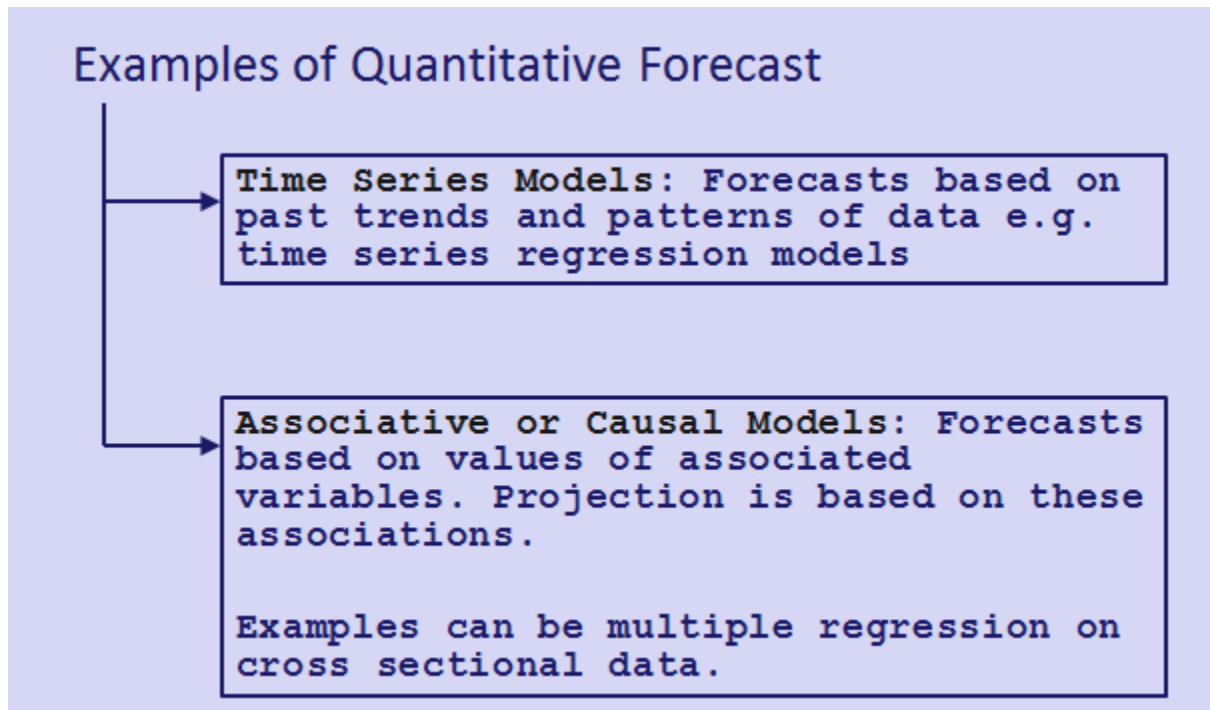 Examples of Quantitative Forecast
Time Series Models: Forecasts based on
past trends and patterns of data e.g.
time series regression models
Associative or Causal Models: Forecasts
based on values of associated
variables. Projection is based on these
associations.
Examples can be multiple regression on
cross sectional data.